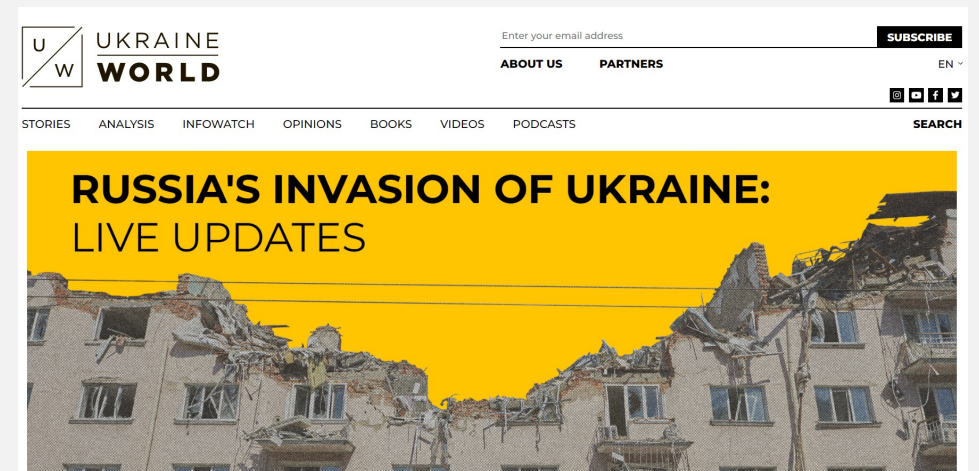 U
W
UKRAINE
WORLD
Enter your email address
SUBSCRIBE
ABOUT US PARTNERS
EN
STORIES ANALYSIS INFOWATCH OPINIONS BOOKS VIDEOS PODCASTS
SEARCH
RUSSIA'S INVASION OF UKRAINE:
LIVE UPDATES